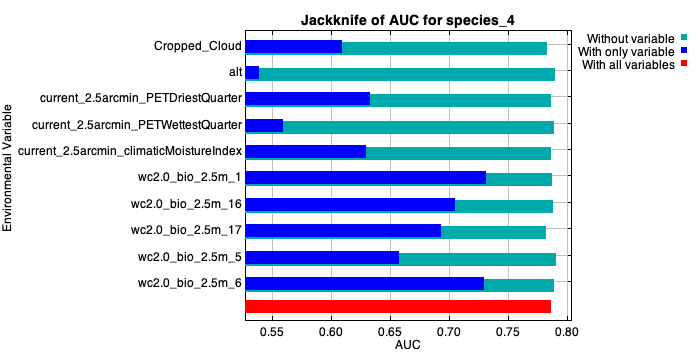 Jackknife of AUC for species_4
Without variable
With only variable
With all variables
Environmental Variable
Cropped_Cloud
alt
current_2.5arcmin_PETDriestQuarter
current_2.5arcmin_PETWettestQuarter
current_2.5arcmin_climaticMoistureIndex
wc2.0_bio_2.5m_1
wc2.0_bio_2.5m_16
wc2.0_bio_2.5m_17
wc2.0_bio_2.5m_5
wc2.0_bio_2.5m_6
0.55 0.60 0.65 0.70 0.75 0.80
AUC